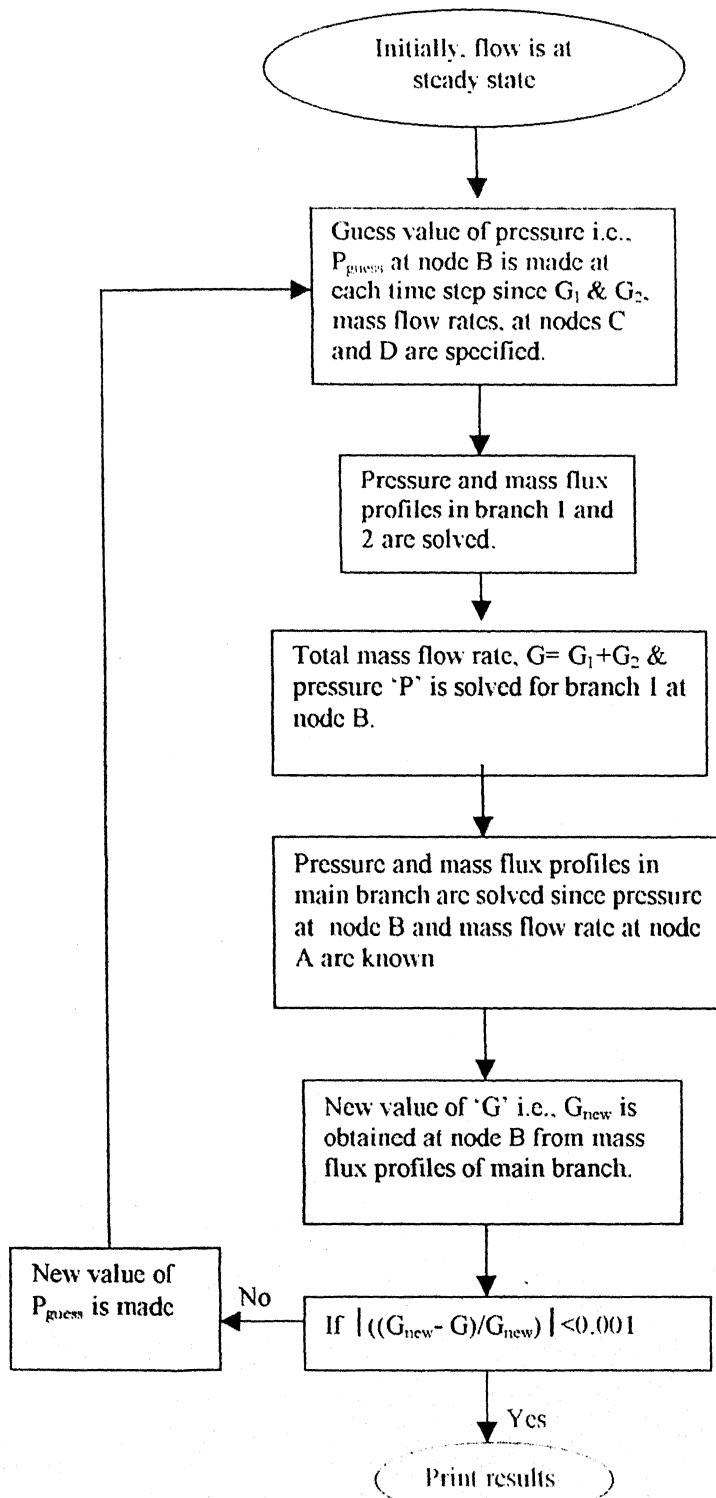 Initially, flow is at
steady state
Guess value of pressure i.e.,
P_guess at node B is made at
each time step since G₁ & G₂,
mass flow rates, at nodes C
and D are specified.
Pressure and mass flux
profiles in branch 1 and
2 are solved.
Total mass flow rate, G= G₁+G₂ &
pressure ‘P’ is solved for branch 1 at
node B.
Pressure and mass flux profiles in
main branch are solved since pressure
at node B and mass flow rate at node
A are known
New value of ‘G’ i.e., G_new is
obtained at node B from mass
flux profiles of main branch.
New value of
P_guess is made
No
If |((G_new- G)/G_new)| <0.001
Yes
Print results